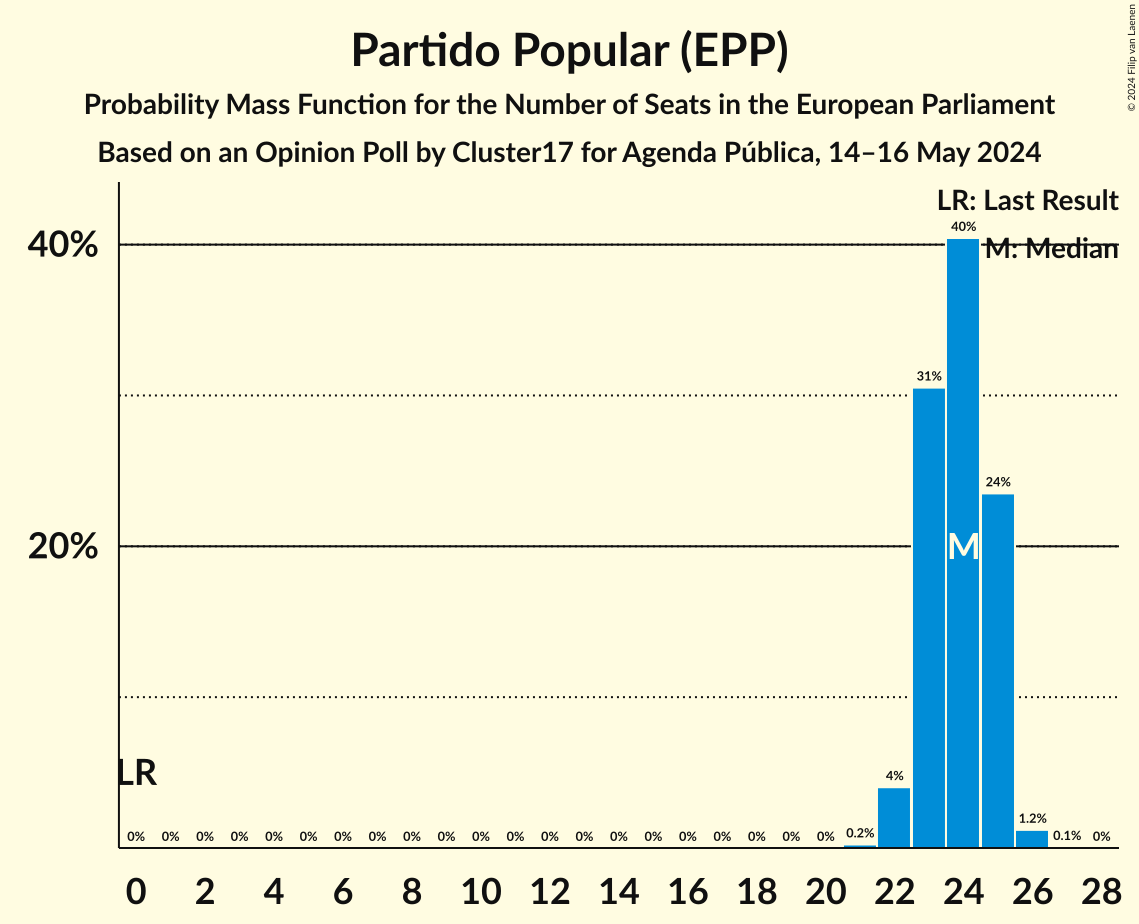 Partido Popular (EPP)
Probability Mass Function for the Number of Seats in the European Parliament
Based on an Opinion Poll by Cluster17 for Agenda Pública, 14–16 May 2024
© 2024 Filip van Laenen
LR: Last Result
M: Median
40%
20%
40%
31%
24%
M
LR
4%
1.2%
0% 0% 0% 0% 0% 0% 0% 0% 0% 0% 0% 0% 0% 0% 0% 0% 0% 0% 0% 0% 0% 0.2% 0.1% 0%
0 2 4 6 8 10 12 14 16 18 20 22 24 26 28